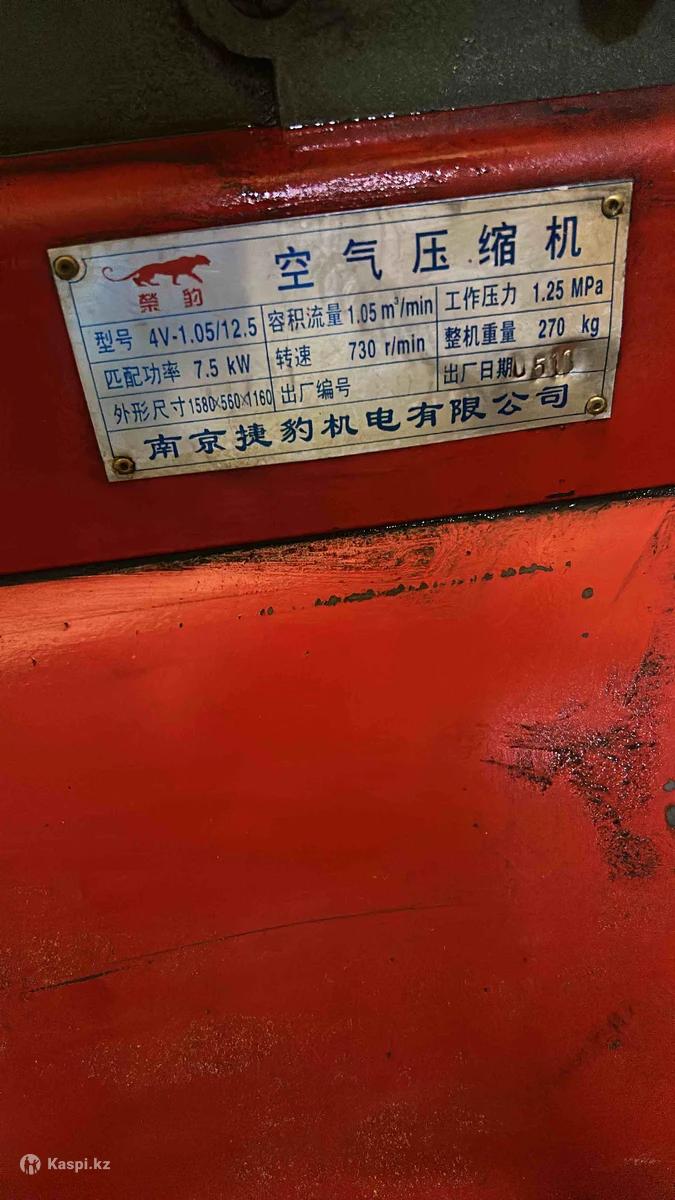 空气压缩机
榮豹
型号 4V-1.05/12.5 容积流量 1.05 m³/min 工作压力 1.25 MPa
匹配功率 7.5 kW 转速 730 r/min 整机重量 270 kg
外形尺寸 1580×560×1160 出厂编号 出厂日期
南京捷豹机电有限公司
Kaspi.kz